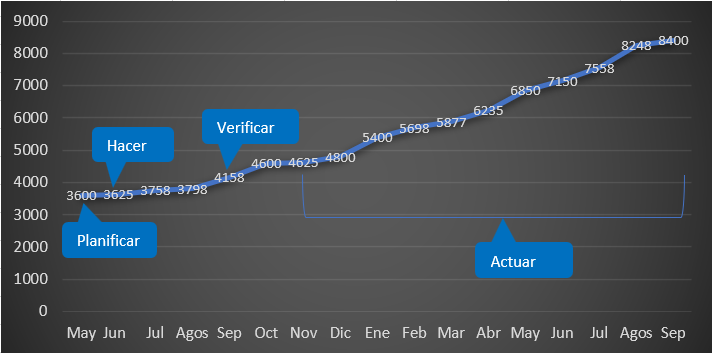 9000
8000
7000
6000
5000
4000
3000
2000
1000
0
3600 3625 3758 3798 4158 4600 4625 4800 5400 5698 5877 6235 6850 7150 7558 8248 8400
Planificar
Hacer
Verificar
Actuar
May Jun Jul Agos Sep Oct Nov Dic Ene Feb Mar Abr May Jun Jul Agos Sep